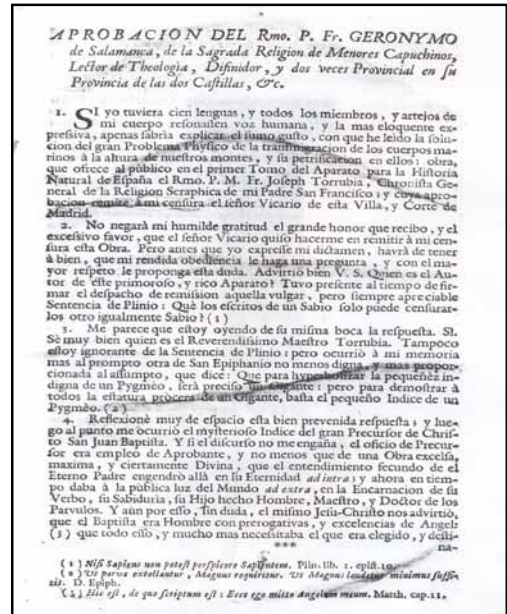 APROBACION DEL Rmo. P. Fr. GERONYMO
de Salamanca, de la Sagrada Religion de Menores Capuchinos,
Lector de Theologia, Difinidor, y dos veces Provincial en ſu
Provincia de las dos Caſtillas, &c.
1. SI yo tuviera cien lenguas, y todos los miembros, y artejos de
mi cuerpo reſonaſſen voz humana, y la mas eloquente ex-
preſsiva, apenas ſabria explicar el ſumo guſto, con que he leìdo la ſolu-
cion del gran Problema Phyſico de la tranſmigracion de los cuerpos ma-
rinos à la altura de nueſtros montes, y ſu petrificacion en ellos: obra,
que ofrece al público en el primer Tomo del Aparato para la Hiſtoria
Natural de Eſpaña el Rmo. P. M. Fr. Joſeph Torrubia, Chroniſta Ge-
neral de la Religion Seraphica de mi Padre San Franciſco; y cuya apro-
bacion remite à mi cenſura el ſeñor Vicario de eſta Villa, y Corte de
Madrid.
2. No negarà mi humilde gratitud el grande honor que recibo, y el
exceſsivo favor, que el ſeñor Vicario quiſo hacerme en remitir à mi cen-
ſura eſta Obra. Pero antes que yo expreſſe mi dictamen, havrà de tener
à bien, que mi rendida obediencia le haga una pregunta, y con el ma-
yor reſpeto le proponga eſta duda. Advirtiò bien V. S. Quien es el Au-
tor de eſte primoroſo, y rico Aparato? Tuvo preſente al tiempo de fir-
mar el deſpacho de remiſsion aquella vulgar, pero ſiempre apreciable
Sentencia de Plinio: Què los eſcritos de un Sabio ſolo puede cenſurar-
los otro igualmente Sabio? (1)
3. Me parece que eſtoy oyendo de ſu miſma boca la reſpueſta. Sì.
Sè muy bien quien es el Reverendiſsimo Maeſtro Torrubia. Tampoco
eſtoy ignorante de la Sentencia de Plinio: pero ocurriò à mi memoria
mas al prompto otra de San Epiphanio no menos digna, y mas propor-
cionada al aſſumpto, que dice: Que para hyperbolizar la pequeñèz in-
digna de un Pygmèo, ſerà preciſo un Gigante: pero para demoſtrar à
todos la eſtatura pròcera de un Gigante, baſta el pequeño Indice de un
Pygmèo. (2)
4. Reflexionè muy de eſpacio eſta bien prevenida reſpueſta; y lue-
go al punto me ocurriò el myſterioſo Indice del gran Precurſor de Chriſ-
to San Juan Baptiſta. Y ſi el diſcurſo no me engaña, el oficio de Precur-
ſor era empleo de Aprobante, y no menos que de una Obra excelſa,
maxima, y ciertamente Divina, que el entendimiento fecundo de el
Eterno Padre engendrò allà en ſu Eternidad ad intra; y ahora en tiem-
po daba à la pública luz del Mundo ad extra, en la Encarnacion de ſu
Verbo, ſu Sabiduria, ſu Hijo hecho Hombre, Maeſtro, y Doctor de los
Parvulos. Y aun por eſſo, ſin duda, el miſmo Jeſu-Chriſto nos advirtiò,
que el Baptiſta era Hombre con prerogativas, y excelencias de Angel:
(3) que todo eſſo, y mucho mas neceſsitaba el que era elegido, y deſti-
*** na-
(1) Niſi Sapiens non poteſt perſpicere Sapientem. Plin. lib. 1. epiſt. 10.
(2) Ut parva extollantur, Magnus requiritur. Ut Magnus laudetur minimus ſuffi-
cit. D. Epiph.
(3) Hic eſt, de quo ſcriptum eſt: Ecce ego mitto Angelum meum. Matth. cap. 11.